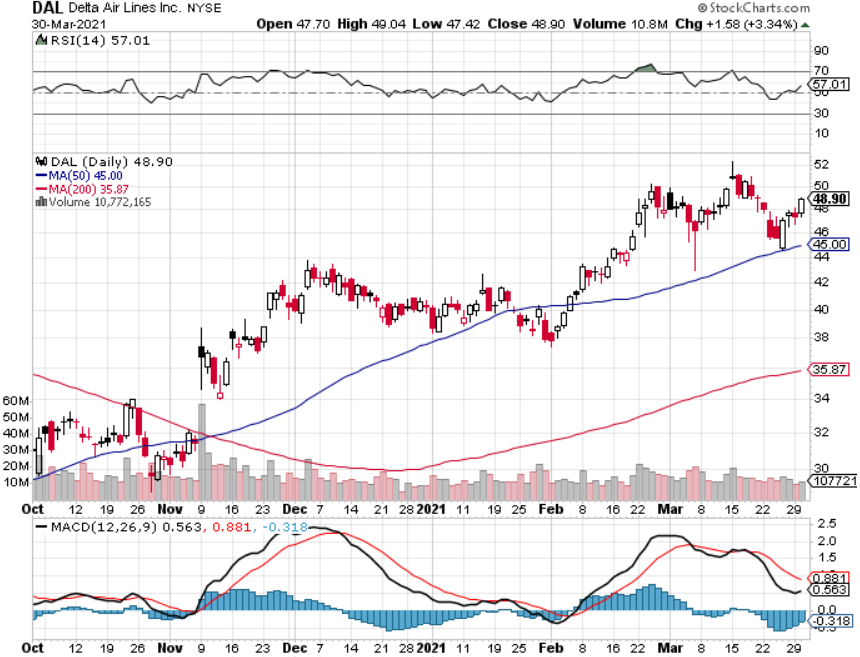 DAL Delta Air Lines Inc. NYSE © StockCharts.com
30-Mar-2021 Open 47.70 High 49.04 Low 47.42 Close 48.90 Volume 10.8M Chg +1.58 (+3.34%)
RSI(14) 57.01
90
70
57.01
50
30
10
DAL (Daily) 48.90
MA(50) 45.00
MA(200) 35.87
Volume 10,772,165
52
50
48.90
48
46
45.00
44
42
40
38
35.87
34
32
30
60M
50M
40M
30M
20M
10M
107721
Oct 12 19 26 Nov 9 16 23 Dec 7 14 21 28 2021 11 19 25 Feb 8 16 22 Mar 8 15 22 29
MACD(12,26,9) 0.563, 0.881, -0.318
2.5
2.0
1.5
0.881
0.563
0.0
-0.318
Oct 12 19 26 Nov 9 16 23 Dec 7 14 21 28 2021 11 19 25 Feb 8 16 22 Mar 8 15 22 29